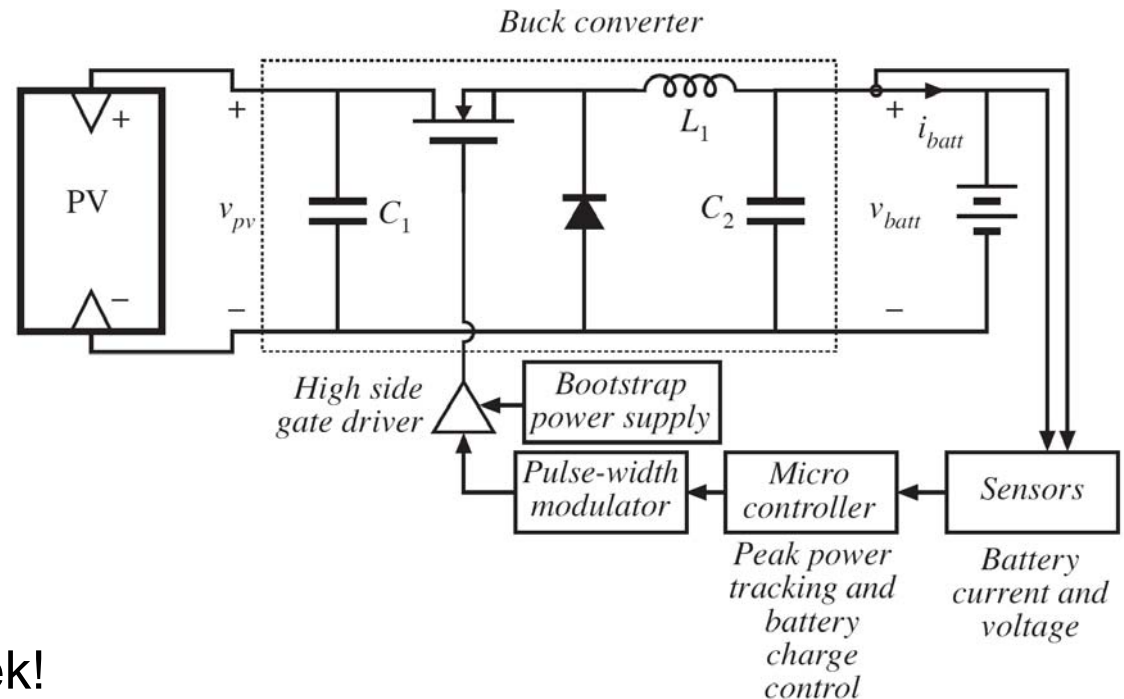 Buck converter
PV
+
−
+
v_pv
−
C_1
L_1
C_2
+
i_batt
v_batt
−
High side
gate driver
Bootstrap
power supply
Pulse-width
modulator
Micro
controller
Sensors
Peak power
tracking and
battery
charge
control
Battery
current and
voltage
ek!